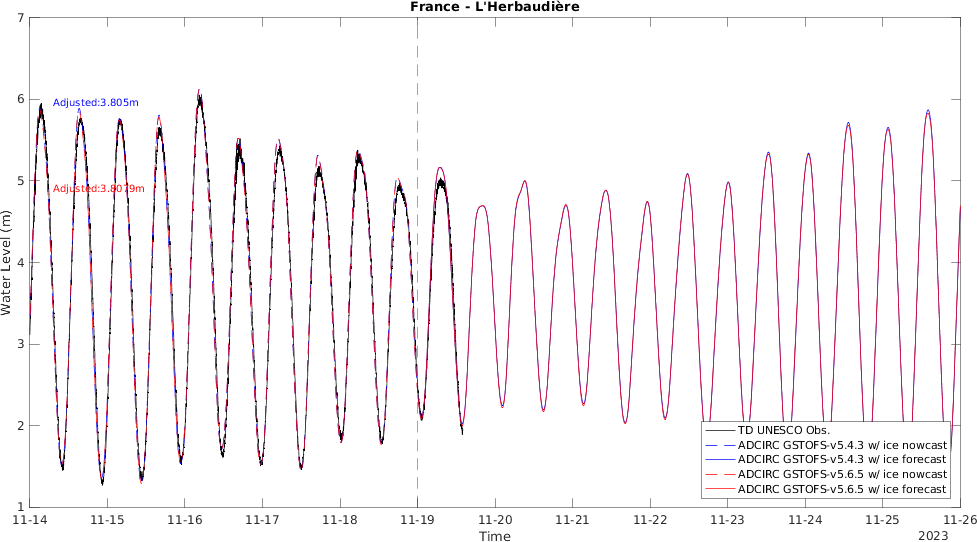 France - L'Herbaudière
7
6
5
4
3
2
1
Water Level (m)
Adjusted:3.805m
Adjusted:3.8079m
TD UNESCO Obs.
ADCIRC GSTOFS-v5.4.3 w/ ice nowcast
ADCIRC GSTOFS-v5.4.3 w/ ice forecast
ADCIRC GSTOFS-v5.6.5 w/ ice nowcast
ADCIRC GSTOFS-v5.6.5 w/ ice forecast
11-14 11-15 11-16 11-17 11-18 11-19 11-20 11-21 11-22 11-23 11-24 11-25 11-26
Time
2023